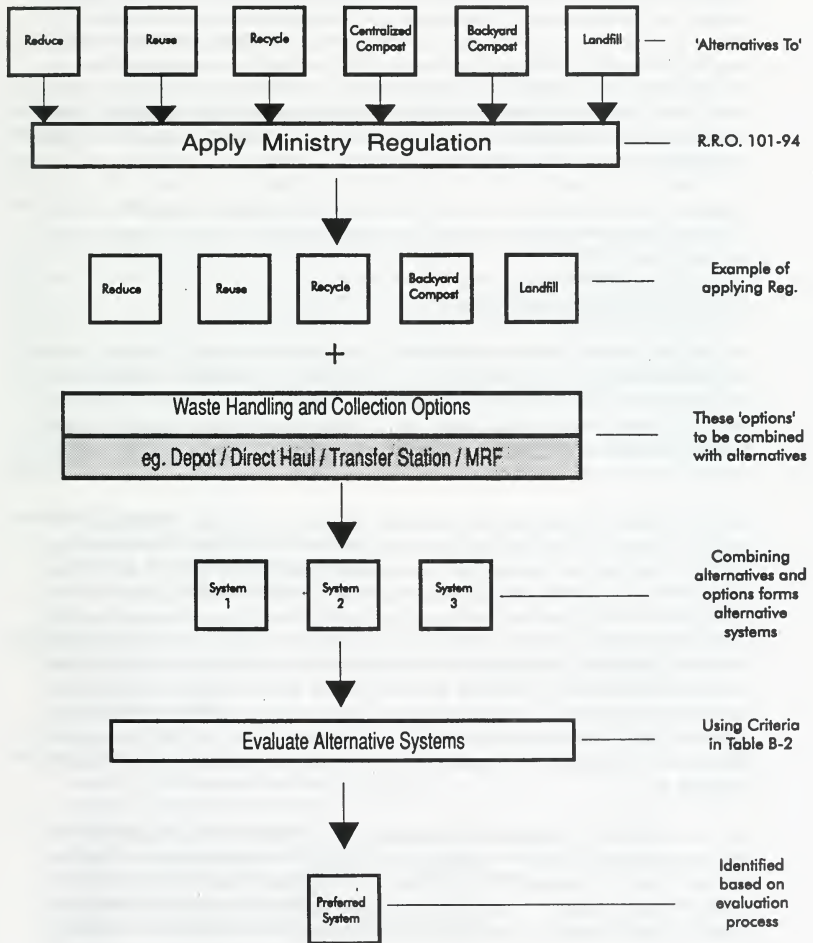 Reduce
Reuse
Recycle
Centralized
Compost
Backyard
Compost
Landfill
'Alternatives To'
Apply Ministry Regulation
R.R.O. 101-94
Reduce
Reuse
Recycle
Backyard
Compost
Landfill
Example of
applying Reg.
+
Waste Handling and Collection Options
eg. Depot / Direct Haul / Transfer Station / MRF
These 'options'
to be combined
with alternatives
System
1
System
2
System
3
Combining
alternatives and
options forms
alternative
systems
Evaluate Alternative Systems
Using Criteria
in Table B-2
Preferred
System
Identified
based on
evaluation
process